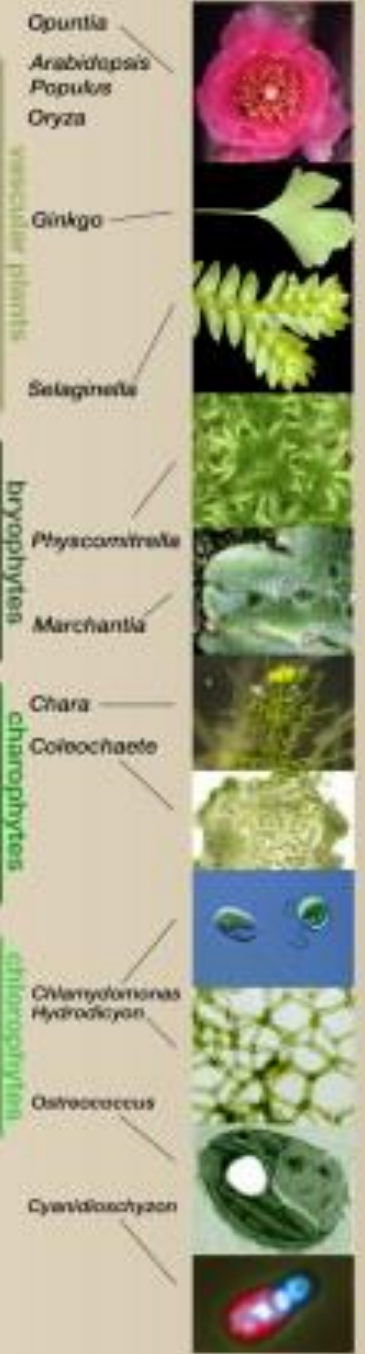 Opuntia
Arabidopsis
Populus
Oryza
vascular plants
Ginkgo
Selaginella
bryophytes
Physcomitrella
Marchantia
charophytes
Chara
Coleochaete
chlorophytes
Chlamydomonas
Hydrodicyon
Ostreococcus
Cyanidioschyzon